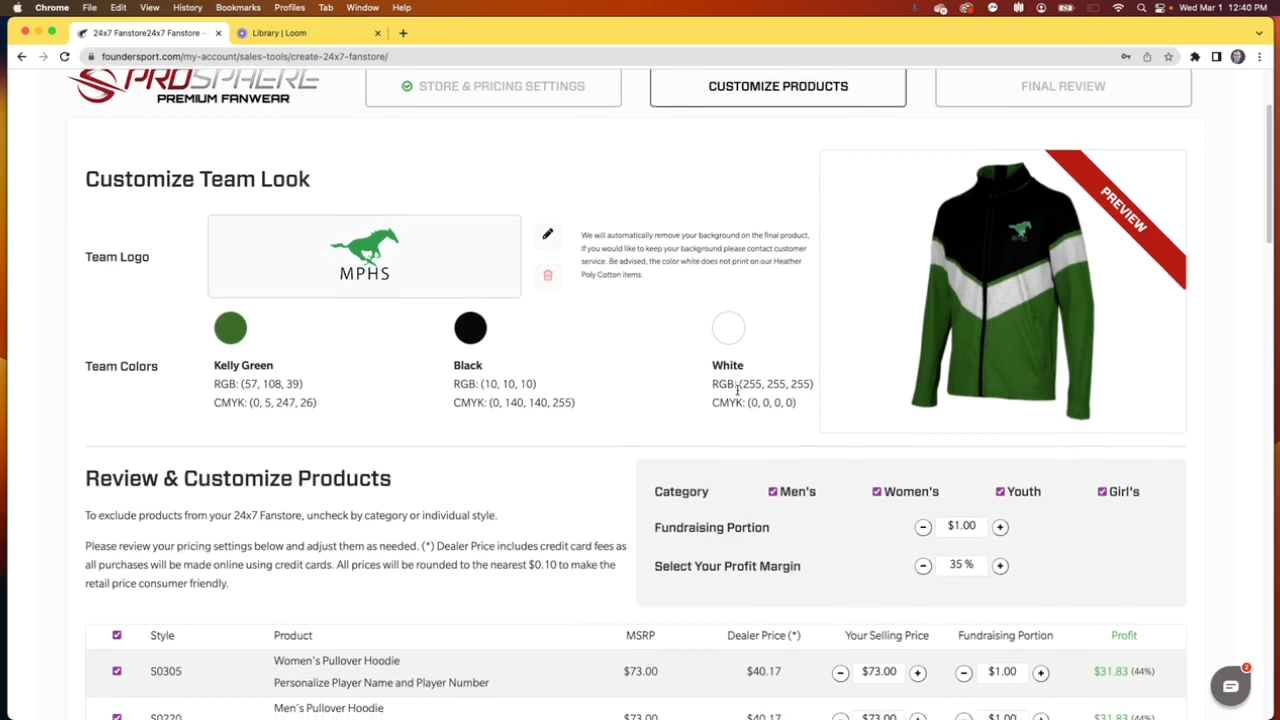 Chrome File Edit View History Bookmarks Profiles Tab Window Help Wed Mar 1 12:40 PM
24x7 Fanstore24x7 Fanstore - Library | Loom
foundersport.com/my-account/sales-tools/create-24x7-fanstore/
PROSPHERE
PREMIUM FANWEAR
STORE & PRICING SETTINGS CUSTOMIZE PRODUCTS FINAL REVIEW
Customize Team Look
PREVIEW
Team Logo
MPHS
We will automatically remove your background on the final product,
If you would like to keep your background please contact customer
service. Be advised, the color white does not print on our Heather
Poly Cotton items.
Team Colors
Kelly Green Black White
RGB: (57, 108, 39) RGB: (10, 10, 10) RGB: (255, 255, 255)
CMYK: (0, 5, 247, 26) CMYK: (0, 140, 140, 255) CMYK: (0, 0, 0, 0)
Review & Customize Products
To exclude products from your 24x7 Fanstore, uncheck by category or individual style.
Please review your pricing settings below and adjust them as needed. (*) Dealer Price includes credit card fees as
all purchases will be made online using credit cards. All prices will be rounded to the nearest $0.10 to make the
retail price consumer friendly.
Category Men's Women's Youth Girl's
Fundraising Portion − $1.00 +
Select Your Profit Margin − 35 % +
Style Product MSRP Dealer Price (*) Your Selling Price Fundraising Portion Profit
S0305 Women's Pullover Hoodie $73.00 $40.17 − $73.00 + − $1.00 + $31.83 (44%)
Personalize Player Name and Player Number
S0220 Men's Pullover Hoodie $73.00 $40.17 $73.00 $1.00 $31.83 (44%)
2